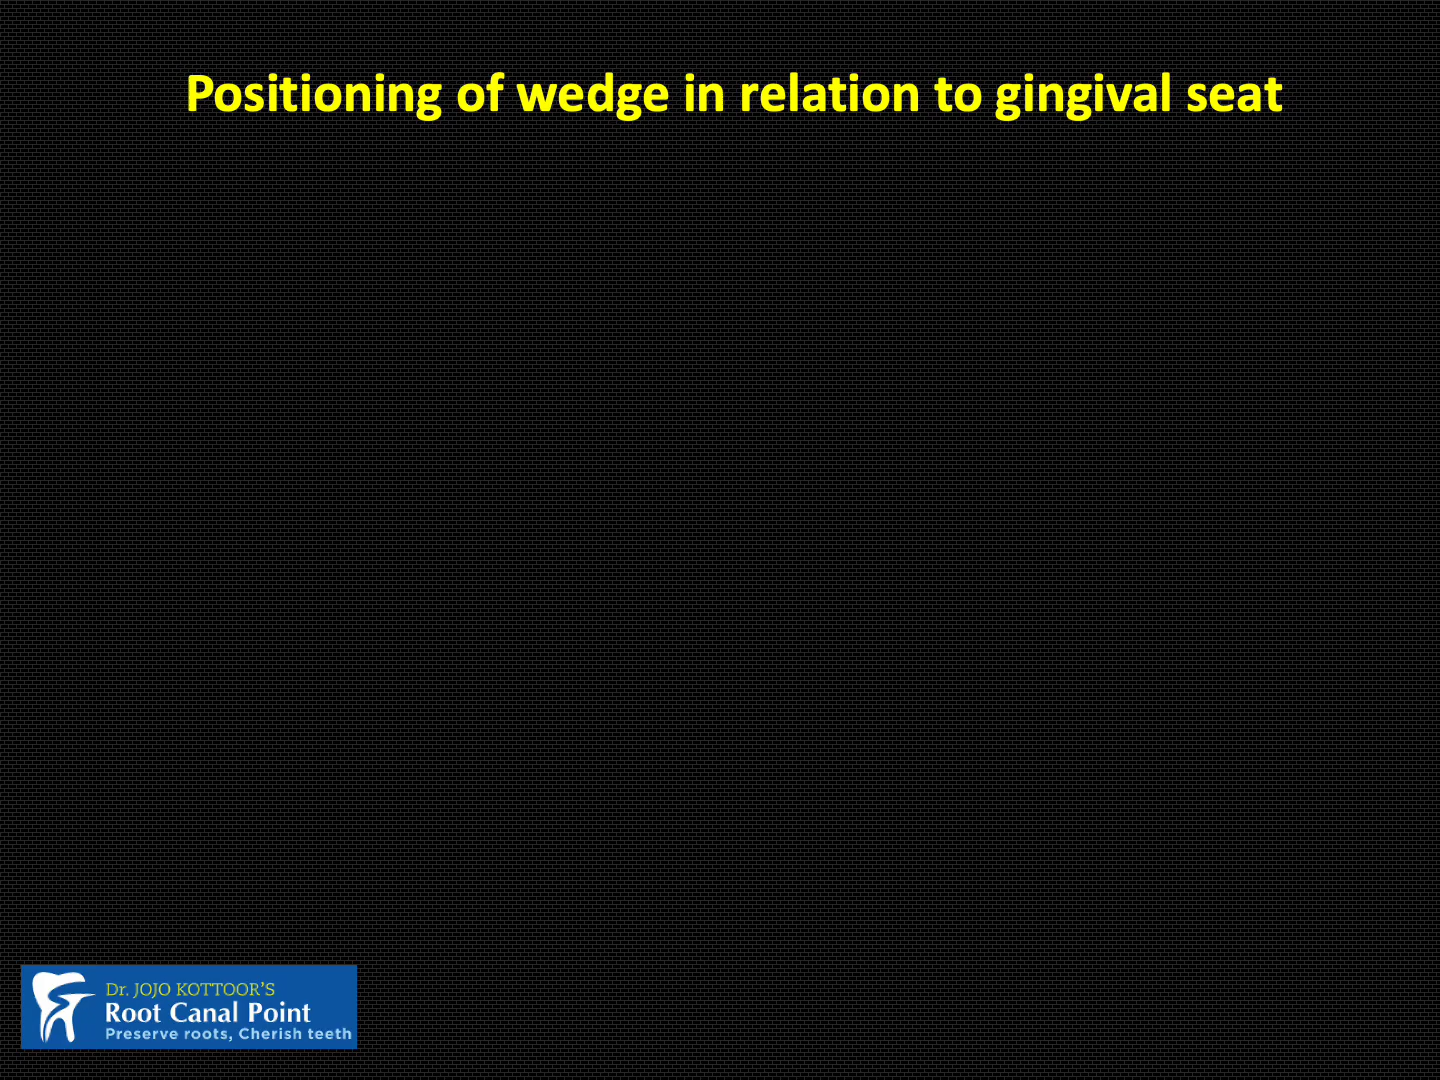 Positioning of wedge in relation to gingival seat
Dr. JOJO KOTTOOR'S
Root Canal Point
Preserve roots, Cherish teeth